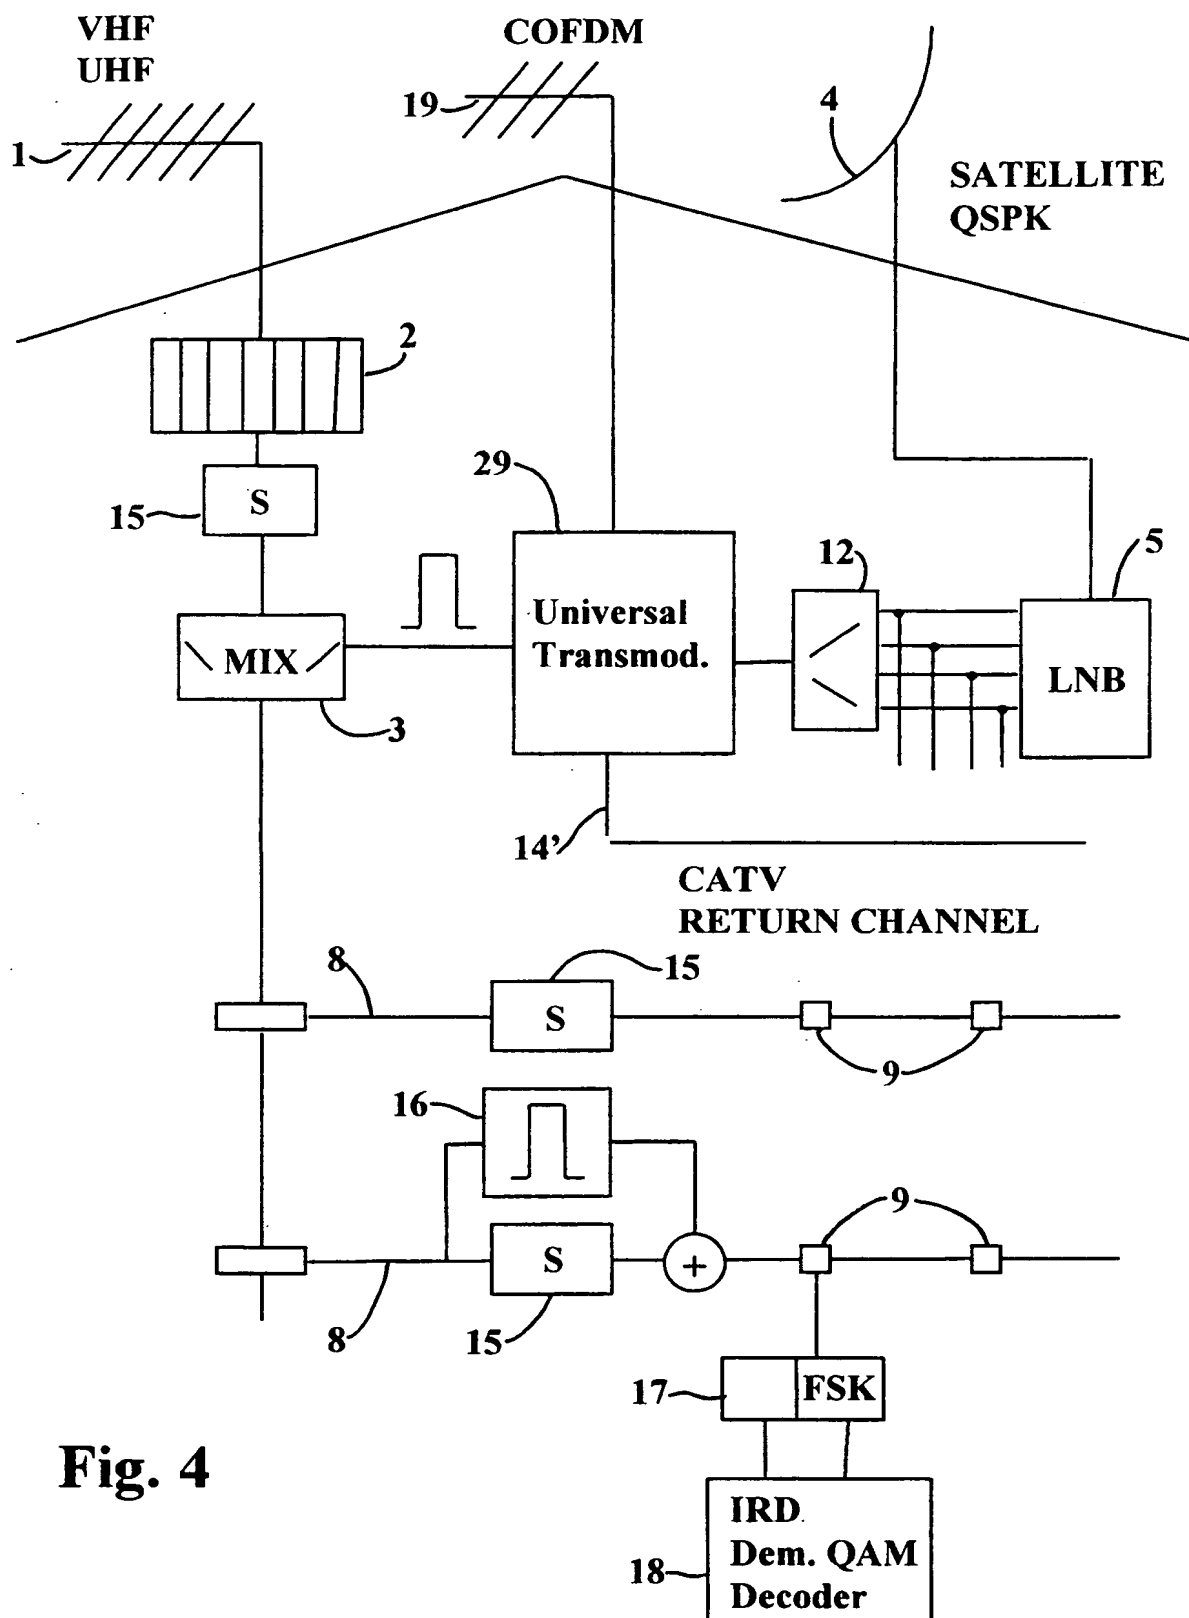 VHF
UHF
COFDM
1
19
4
SATELLITE
QSPK
2
29
15
S
12
5
Universal
Transmod.
MIX
LNB
3
14’
CATV
RETURN CHANNEL
8
15
S
9
16
9
S
+
8
15
17
FSK
Fig. 4
IRD
Dem. QAM
Decoder
18